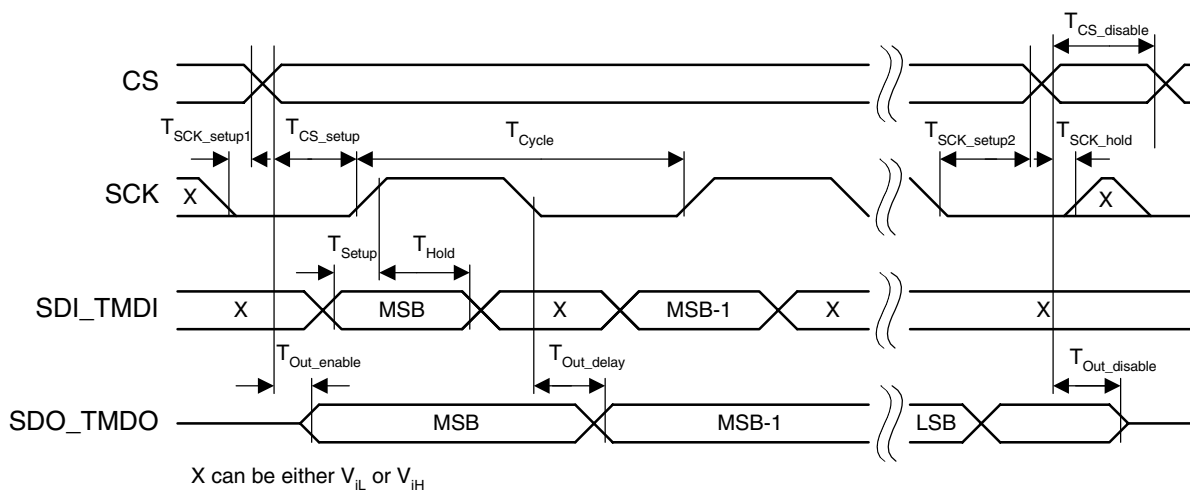 T_CS_disable
CS
T_SCK_setup1
T_CS_setup
T_Cycle
T_SCK_setup2
T_SCK_hold
SCK
X
X
T_Setup
T_Hold
SDI_TMDI
X
MSB
X
MSB-1
X
X
T_Out_enable
T_Out_delay
T_Out_disable
SDO_TMDO
MSB
MSB-1
LSB
X can be either V_iL or V_iH